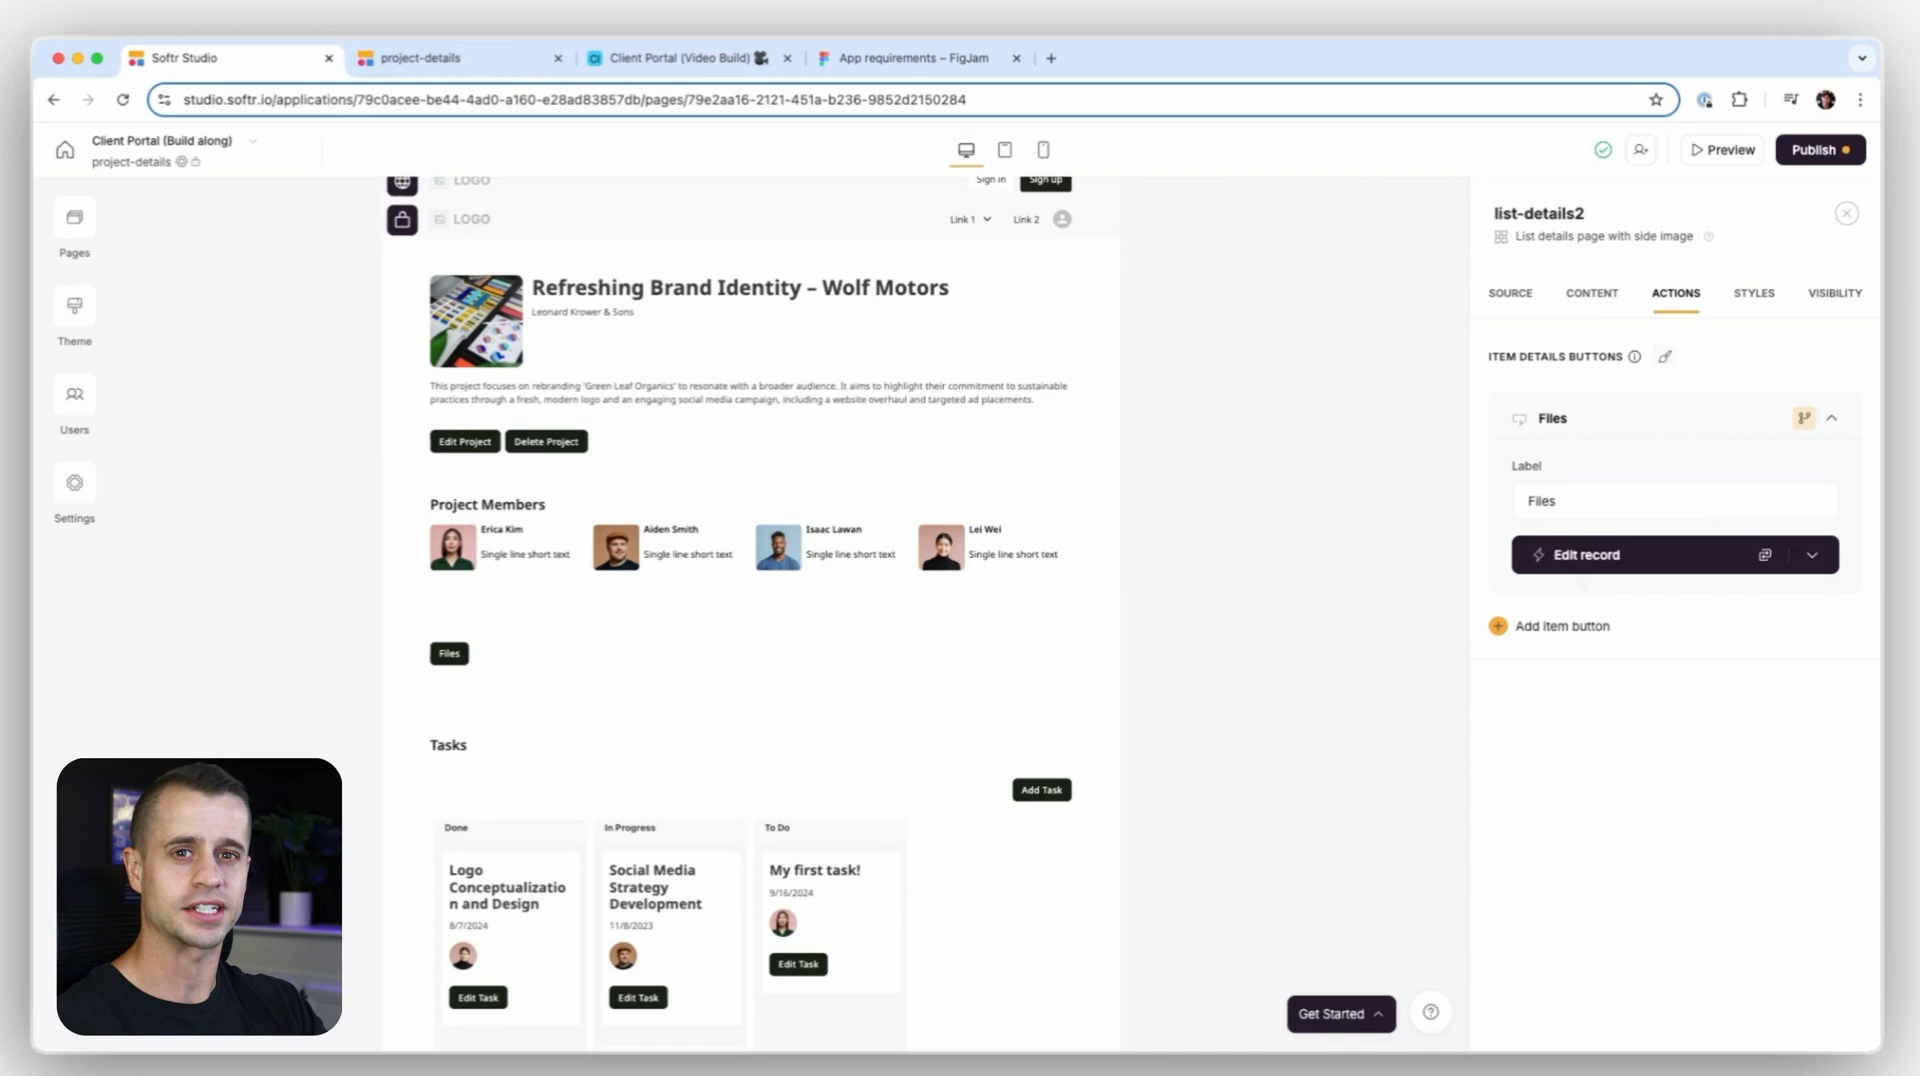 Softr Studio
project-details
Client Portal (Video Build)
App requirements – FigJam
studio.softr.io/applications/79c0acee-be44-4ad0-a160-e28ad83857db/pages/79e2aa16-2121-451a-b236-9852d2150284
Client Portal (Build along)
project-details
Preview
Publish
Pages
Theme
Users
Settings
LOGO
Sign in
Sign up
LOGO
Link 1
Link 2
Refreshing Brand Identity – Wolf Motors
Leonard Krower & Sons
This project focuses on rebranding 'Green Leaf Organics' to resonate with a broader audience. It aims to highlight their commitment to sustainable
practices through a fresh, modern logo and an engaging social media campaign, including a website overhaul and targeted ad placements.
Edit Project
Delete Project
Project Members
Erica Kim
Single line short text
Aiden Smith
Single line short text
Isaac Lawan
Single line short text
Lei Wei
Single line short text
Files
Tasks
Add Task
Done
Logo
Conceptualizatio
n and Design
8/7/2024
Edit Task
In Progress
Social Media
Strategy
Development
11/8/2023
Edit Task
To Do
My first task!
9/16/2024
Edit Task
list-details2
List details page with side image
SOURCE
CONTENT
ACTIONS
STYLES
VISIBILITY
ITEM DETAILS BUTTONS
Files
Label
Files
Edit record
Add item button
Get Started